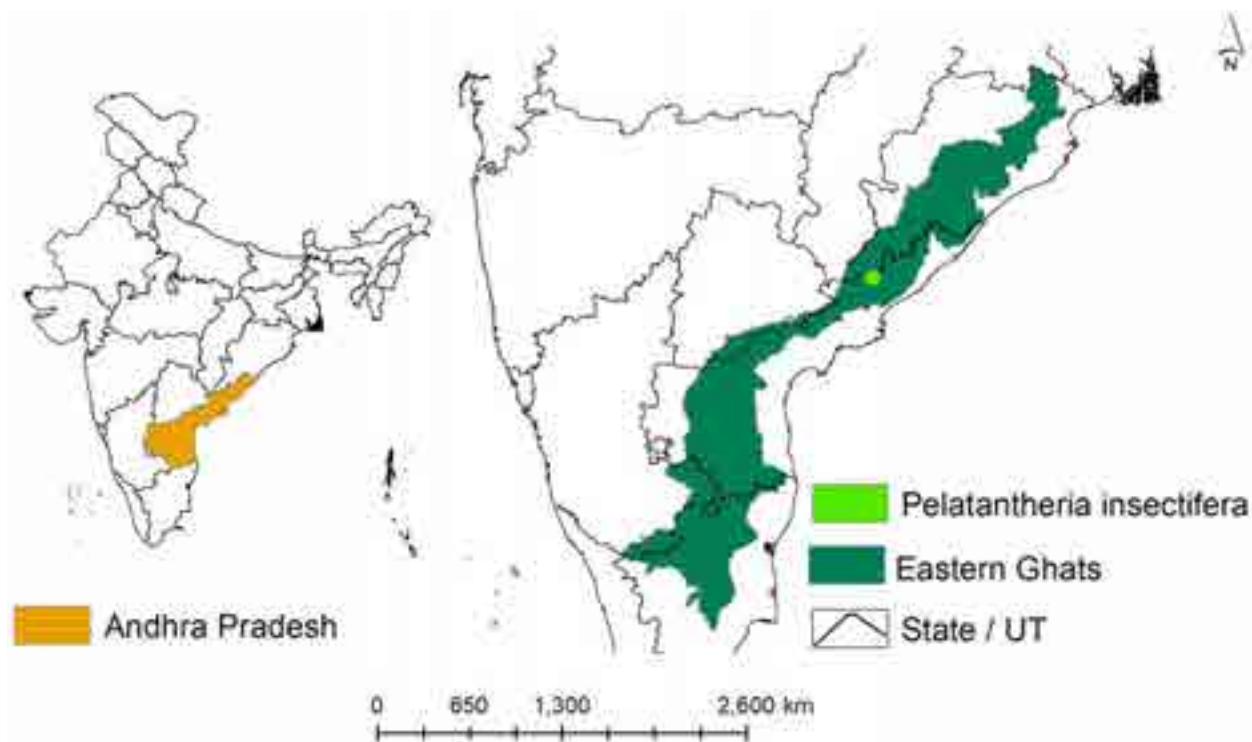 N
Pelatantheria insectifera
Eastern Ghats
Andhra Pradesh
State / UT
0 650 1,300 2,600 km